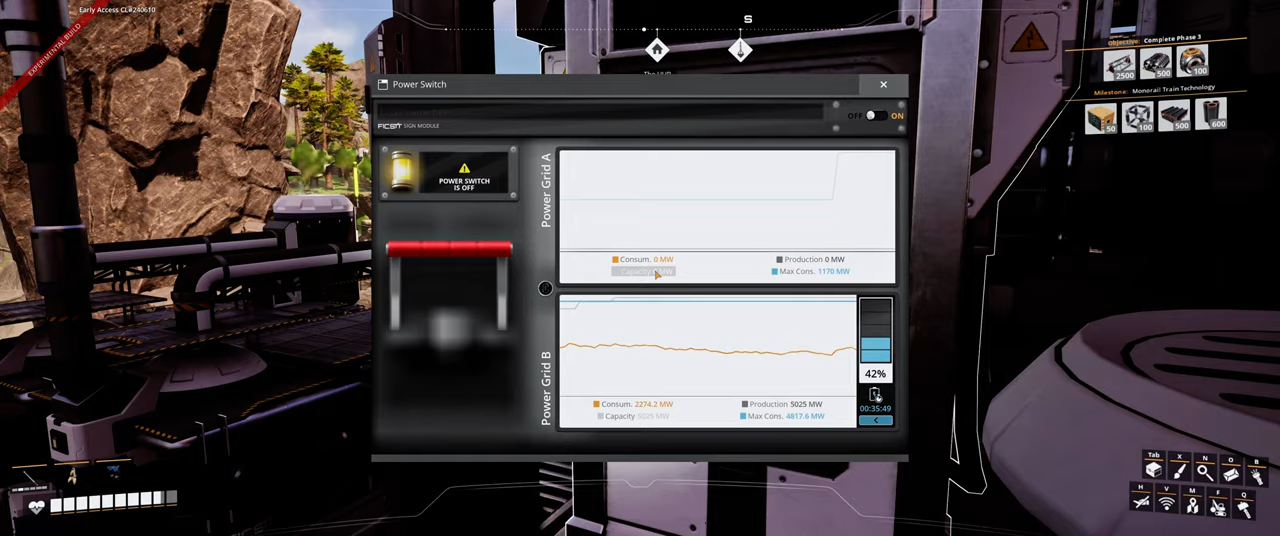 Early Access CL#240610
EXPERIMENTAL BUILD
S
Objective: Complete Phase 3
2500
500
100
Milestone: Monorail Train Technology
50
100
500
600
Power Switch
FICSIT SIGN MODULE
OFF
ON
POWER SWITCH
IS OFF
Power Grid A
Consum. 0 MW
Production 0 MW
Max Cons. 1170 MW
Power Grid B
42%
00:35:49
Consum. 2274.2 MW
Production 5025 MW
Capacity 5025 MW
Max Cons. 4817.6 MW
Tab
X
N
O
B
H
V
M
F
Q